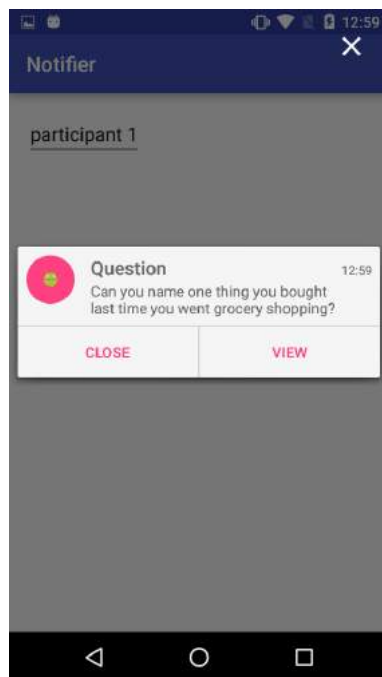 12:59
Notifier
participant 1
Question 12:59
Can you name one thing you bought
last time you went grocery shopping?
CLOSE VIEW